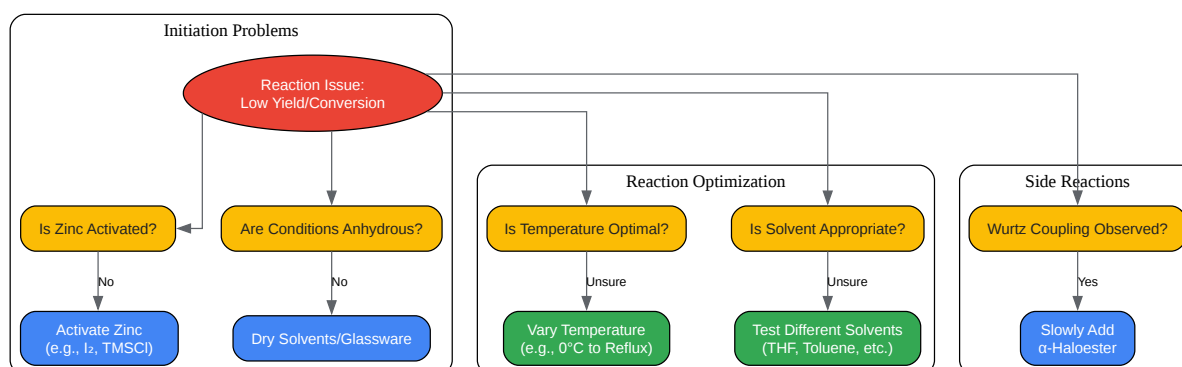 Initiation Problems
Reaction Issue:
Low Yield/Conversion
Reaction Optimization
Side Reactions
Is Zinc Activated?
Are Conditions Anhydrous?
Is Temperature Optimal?
Is Solvent Appropriate?
Wurtz Coupling Observed?
No
No
Unsure
Unsure
Yes
Activate Zinc
(e.g., I₂, TMSCl)
Dry Solvents/Glassware
Vary Temperature
(e.g., 0°C to Reflux)
Test Different Solvents
(THF, Toluene, etc.)
Slowly Add
α-Haloester